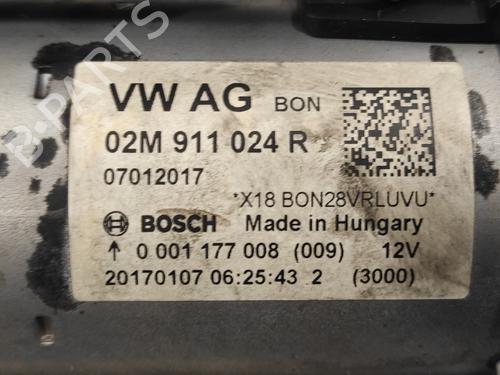 VW AG BON
02M 911 024 R
07012017
*X18 BON28VRLUVU*
BOSCH Made in Hungary
↑ 0 001 177 008 (009) 12V
20170107 06:25:43 2 (3000)
B-PARTS